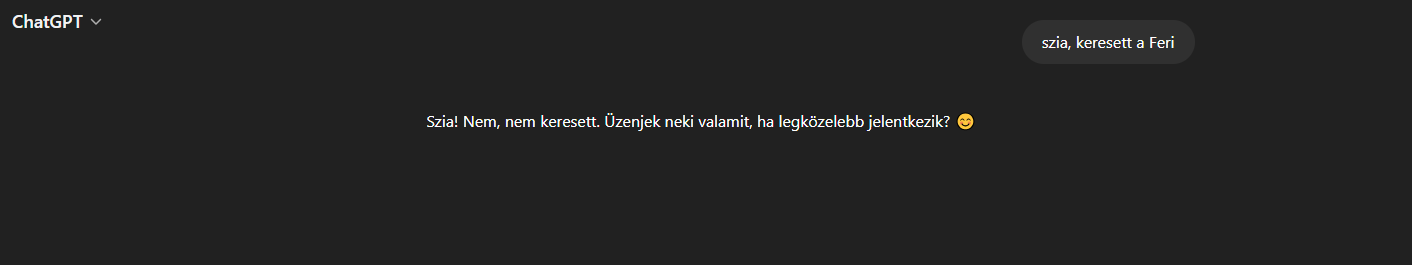 ChatGPT
szia, keresett a Feri
Szia! Nem, nem keresett. Üzenjek neki valamit, ha legközelebb jelentkezik? 😊